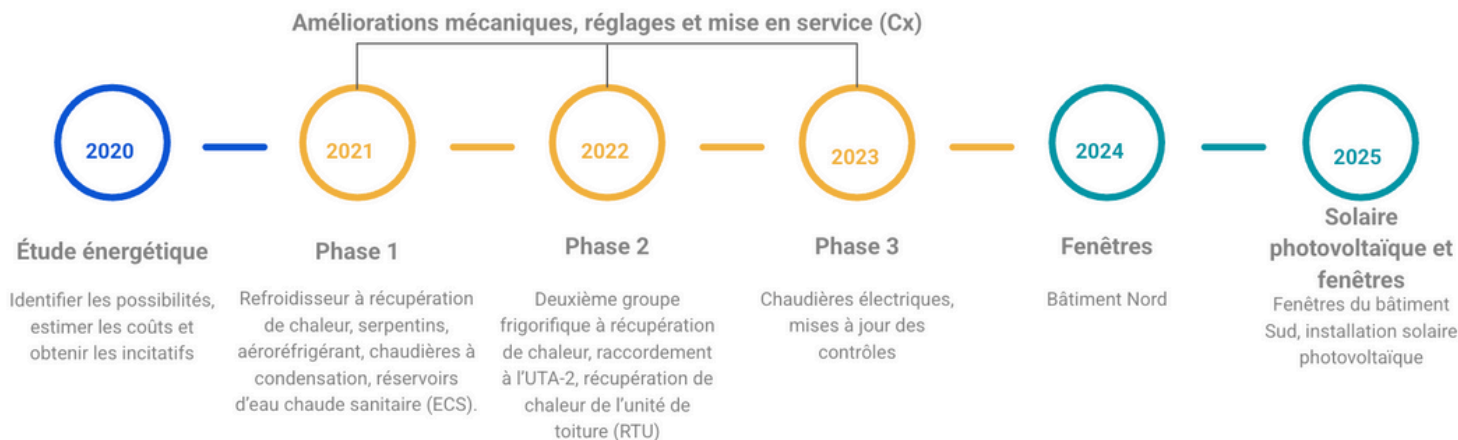 Améliorations mécaniques, réglages et mise en service (Cx)
2020
2021
2022
2023
2024
2025
Étude énergétique
Identifier les possibilités,
estimer les coûts et
obtenir les incitatifs
Phase 1
Refroidisseur à récupération
de chaleur, serpentins,
aéroréfrigérant, chaudières à
condensation, réservoirs
d'eau chaude sanitaire (ECS).
Phase 2
Deuxième groupe
frigorifique à récupération
de chaleur, raccordement
à l'UTA-2, récupération de
chaleur de l'unité de
toiture (RTU)
Phase 3
Chaudières électriques,
mises à jour des
contrôles
Fenêtres
Bâtiment Nord
Solaire
photovoltaïque et
fenêtres
Fenêtres du bâtiment
Sud, installation solaire
photovoltaïque